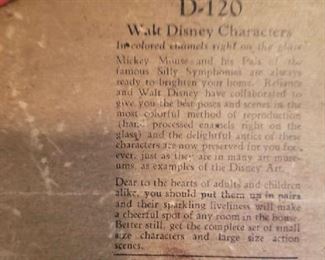 D-120
Walt Disney Characters
In colored enamels right on the glass
Mickey Mouse and his Pals of the
famous Silly Symphonies are always
ready to brighten your home. Reliance
and Walt Disney have collaborated to
give you the best poses and scenes in the
most colorful method of reproduction
(hand processed enamels right on the
glass) and the delightful antics of these
characters are now preserved for you for-
ever, just as they are in many art muse-
ums, as examples of the Disney Art.
Dear to the hearts of adults and children
alike, you should put them up in pairs
and their sparkling liveliness will make
a cheerful spot of any room in the house.
Better still, get the complete set of small
size characters and large size action
scenes.